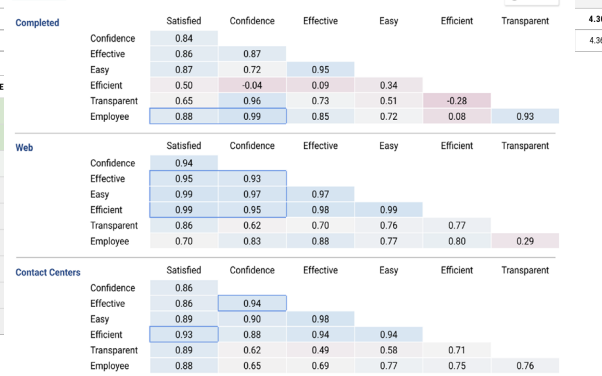 Completed Satisfied Confidence Effective Easy Efficient Transparent
Confidence 0.84
Effective 0.86 0.87
Easy 0.87 0.72 0.95
Efficient 0.50 -0.04 0.09 0.34
Transparent 0.65 0.96 0.73 0.51 -0.28
Employee 0.88 0.99 0.85 0.72 0.08 0.93
Web Satisfied Confidence Effective Easy Efficient Transparent
Confidence 0.94
Effective 0.95 0.93
Easy 0.99 0.97 0.97
Efficient 0.99 0.95 0.98 0.99
Transparent 0.86 0.62 0.70 0.76 0.77
Employee 0.70 0.83 0.88 0.77 0.80 0.29
Contact Centers Satisfied Confidence Effective Easy Efficient Transparent
Confidence 0.86
Effective 0.86 0.94
Easy 0.89 0.90 0.98
Efficient 0.93 0.88 0.94 0.94
Transparent 0.89 0.62 0.49 0.58 0.71
Employee 0.88 0.65 0.69 0.77 0.75 0.76